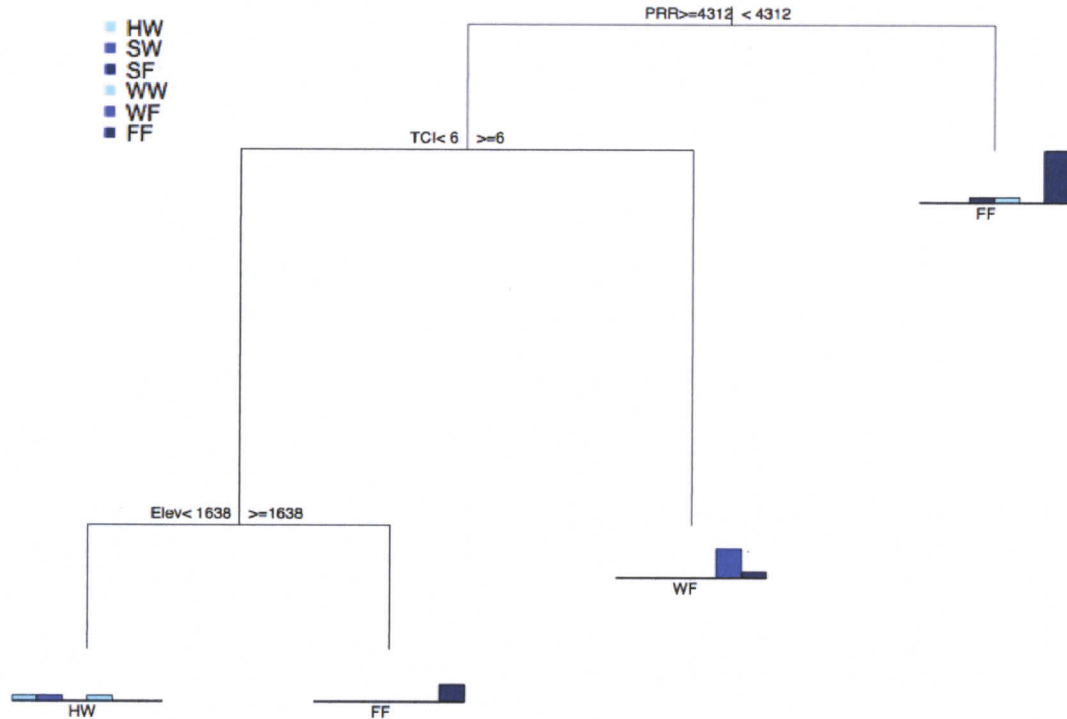 PRR>=4312 < 4312
HW
SW
SF
WW
WF
FF
TCI< 6 >=6
FF
Elev< 1638 >=1638
WF
HW
FF